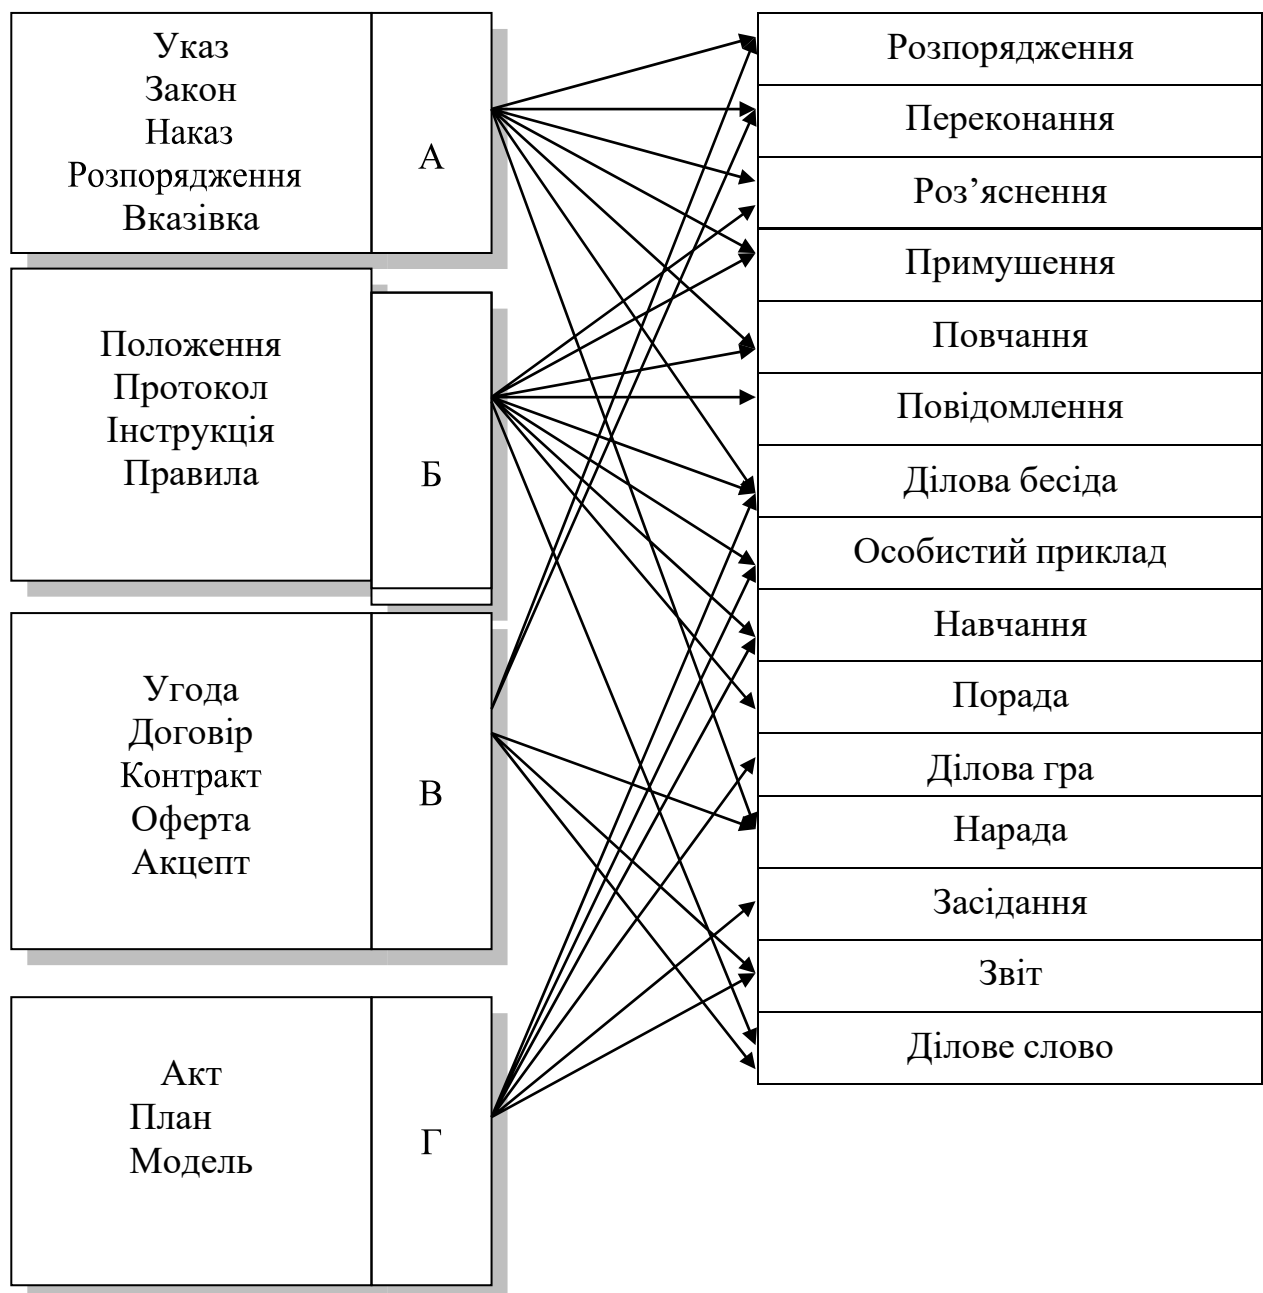 Указ
Закон
Наказ
Розпорядження
Вказівка
А
Положення
Протокол
Інструкція
Правила
Б
Угода
Договір
Контракт
Оферта
Акцепт
В
Акт
План
Модель
Г
Розпорядження
Переконання
Роз’яснення
Примушення
Повчання
Повідомлення
Ділова бесіда
Особистий приклад
Навчання
Порада
Ділова гра
Нарада
Засідання
Звіт
Ділове слово